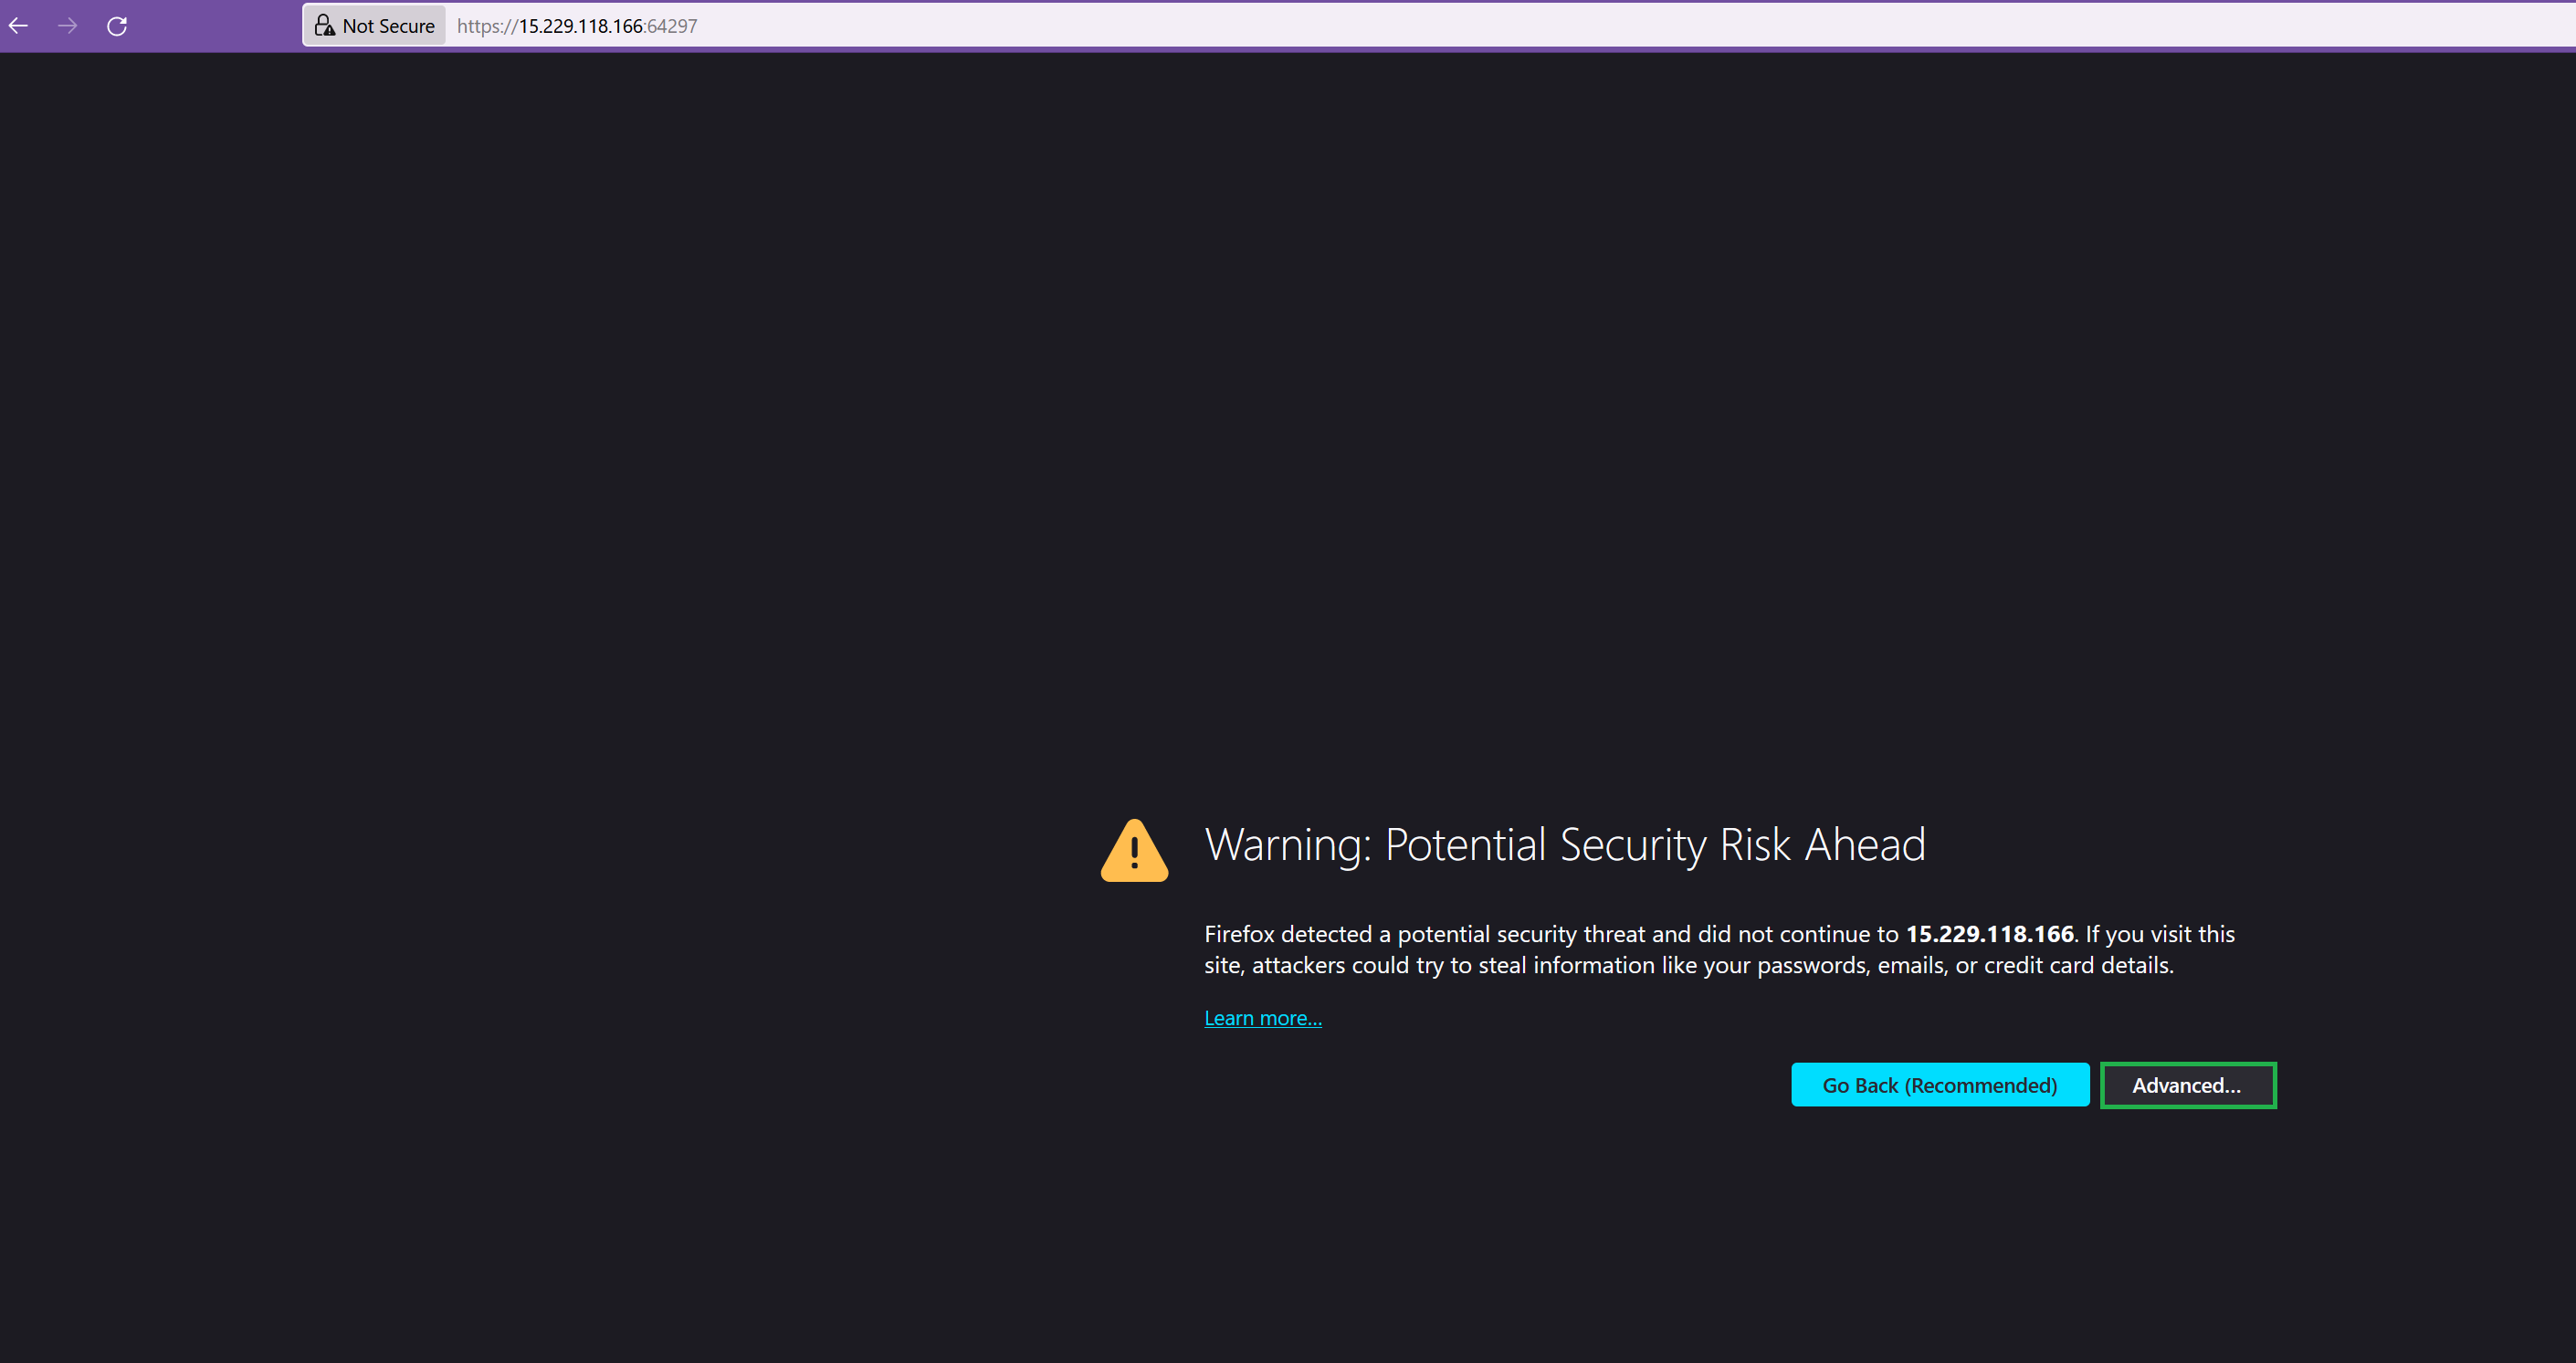 Not Secure https://15.229.118.166:64297
Warning: Potential Security Risk Ahead
Firefox detected a potential security threat and did not continue to 15.229.118.166. If you visit this
site, attackers could try to steal information like your passwords, emails, or credit card details.
Learn more...
Go Back (Recommended) Advanced...